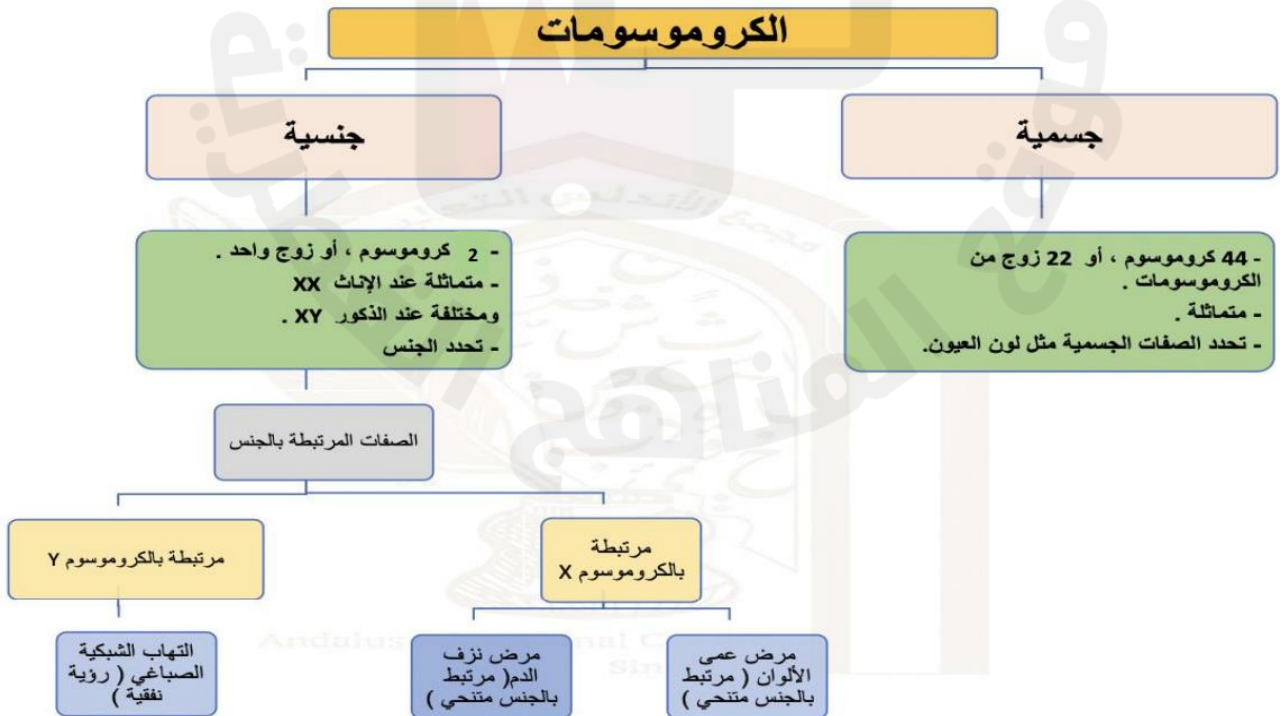 الكروموسومات
جسمية
جنسية
- 44 كروموسوم ، أو 22 زوج من
الكروموسومات .
- متماثلة .
- تحدد الصفات الجسمية مثل لون العيون.
- 2 كروموسوم ، أو زوج واحد .
- متماثلة عند الإناث XX
ومختلفة عند الذكور XY .
- تحدد الجنس
الصفات المرتبطة بالجنس
مرتبطة
بالكروموسوم X
مرتبطة بالكروموسوم Y
مرض عمى
الألوان ( مرتبط
بالجنس متنحي )
مرض نزف
الدم( مرتبط
بالجنس متنحي )
التهاب الشبكية
الصباغي ( رؤية
نفقية )